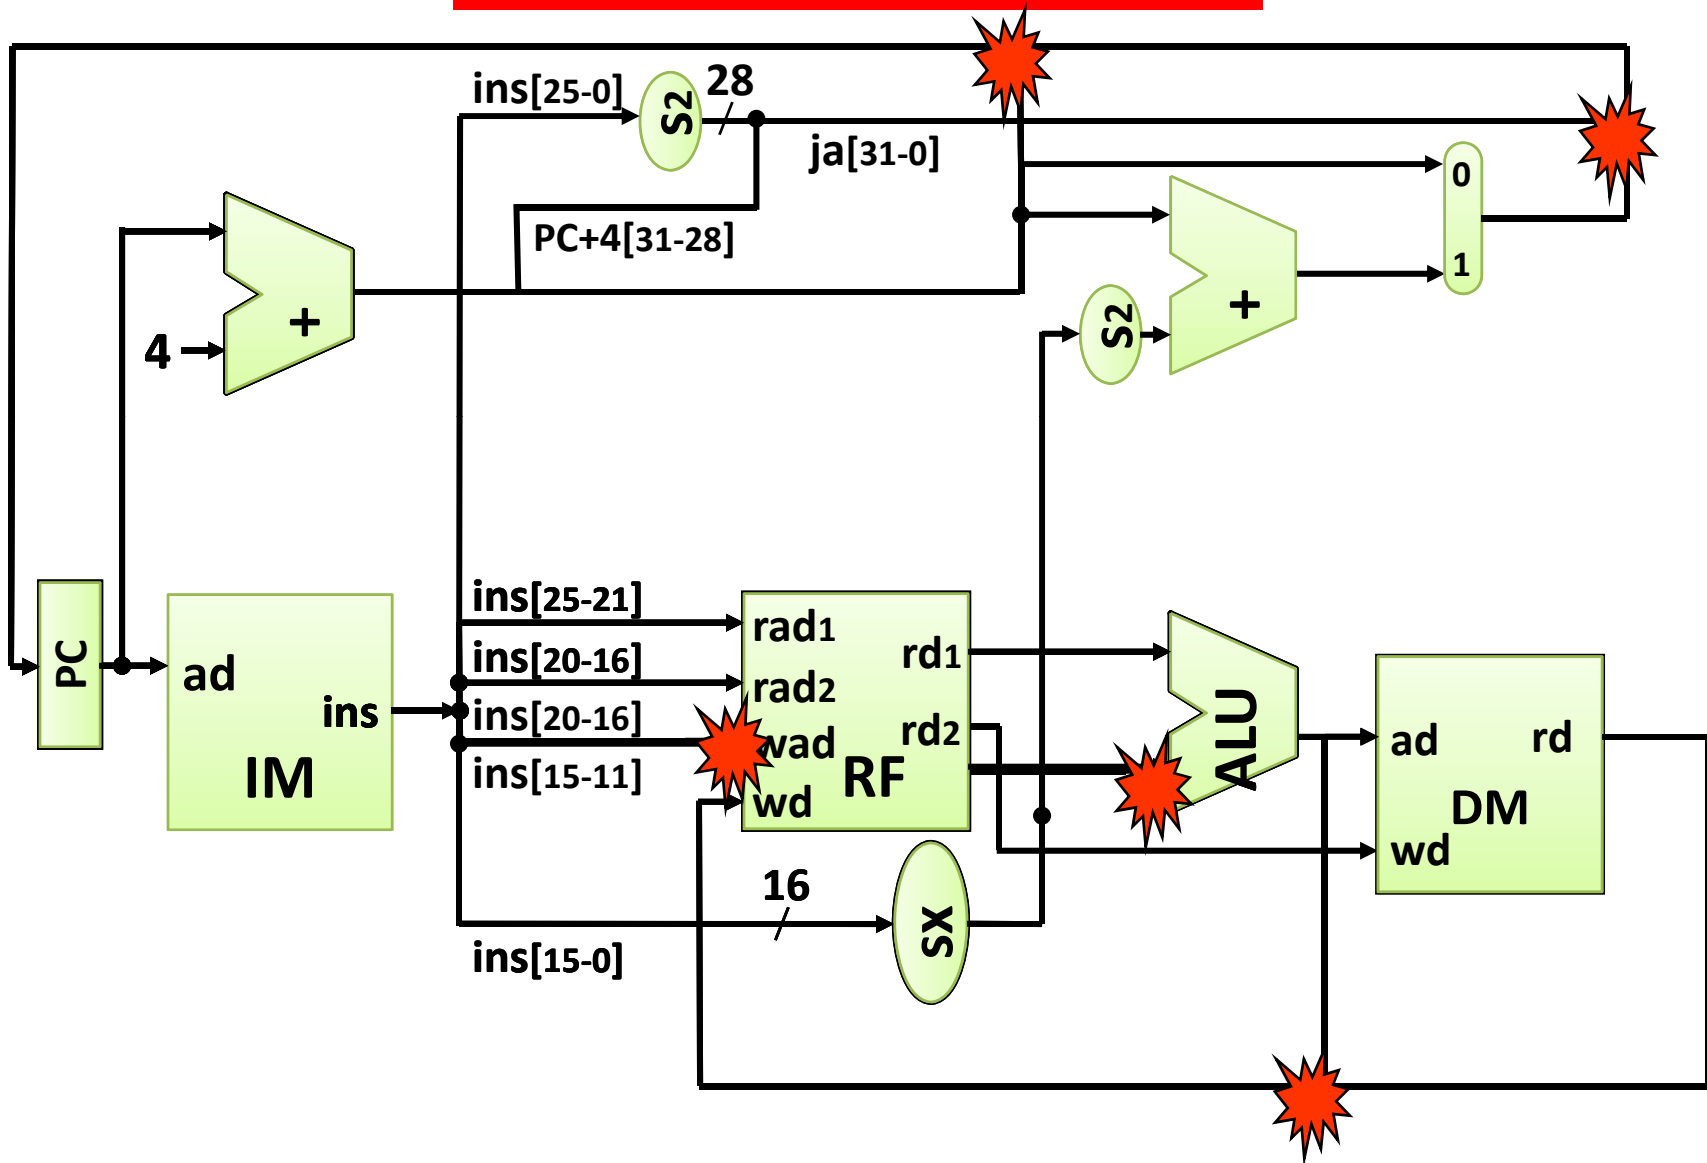 ins[25-0]
S2
28
ja[31-0]
PC+4[31-28]
0
1
+
4
+
S2
PC
ad
ins
IM
ins[25-21]
ins[20-16]
ins[20-16]
ins[15-11]
rad1
rad2
wad
wd
rd1
rd2
RF
ALU
ad
rd
DM
wd
16
sx
ins[15-0]